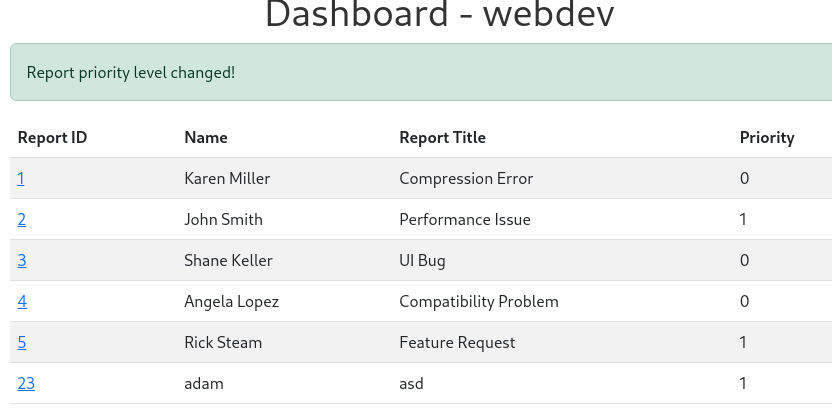 Dashboard - webdev
Report priority level changed!
Report ID Name Report Title Priority
1 Karen Miller Compression Error 0
2 John Smith Performance Issue 1
3 Shane Keller UI Bug 0
4 Angela Lopez Compatibility Problem 0
5 Rick Steam Feature Request 1
23 adam asd 1